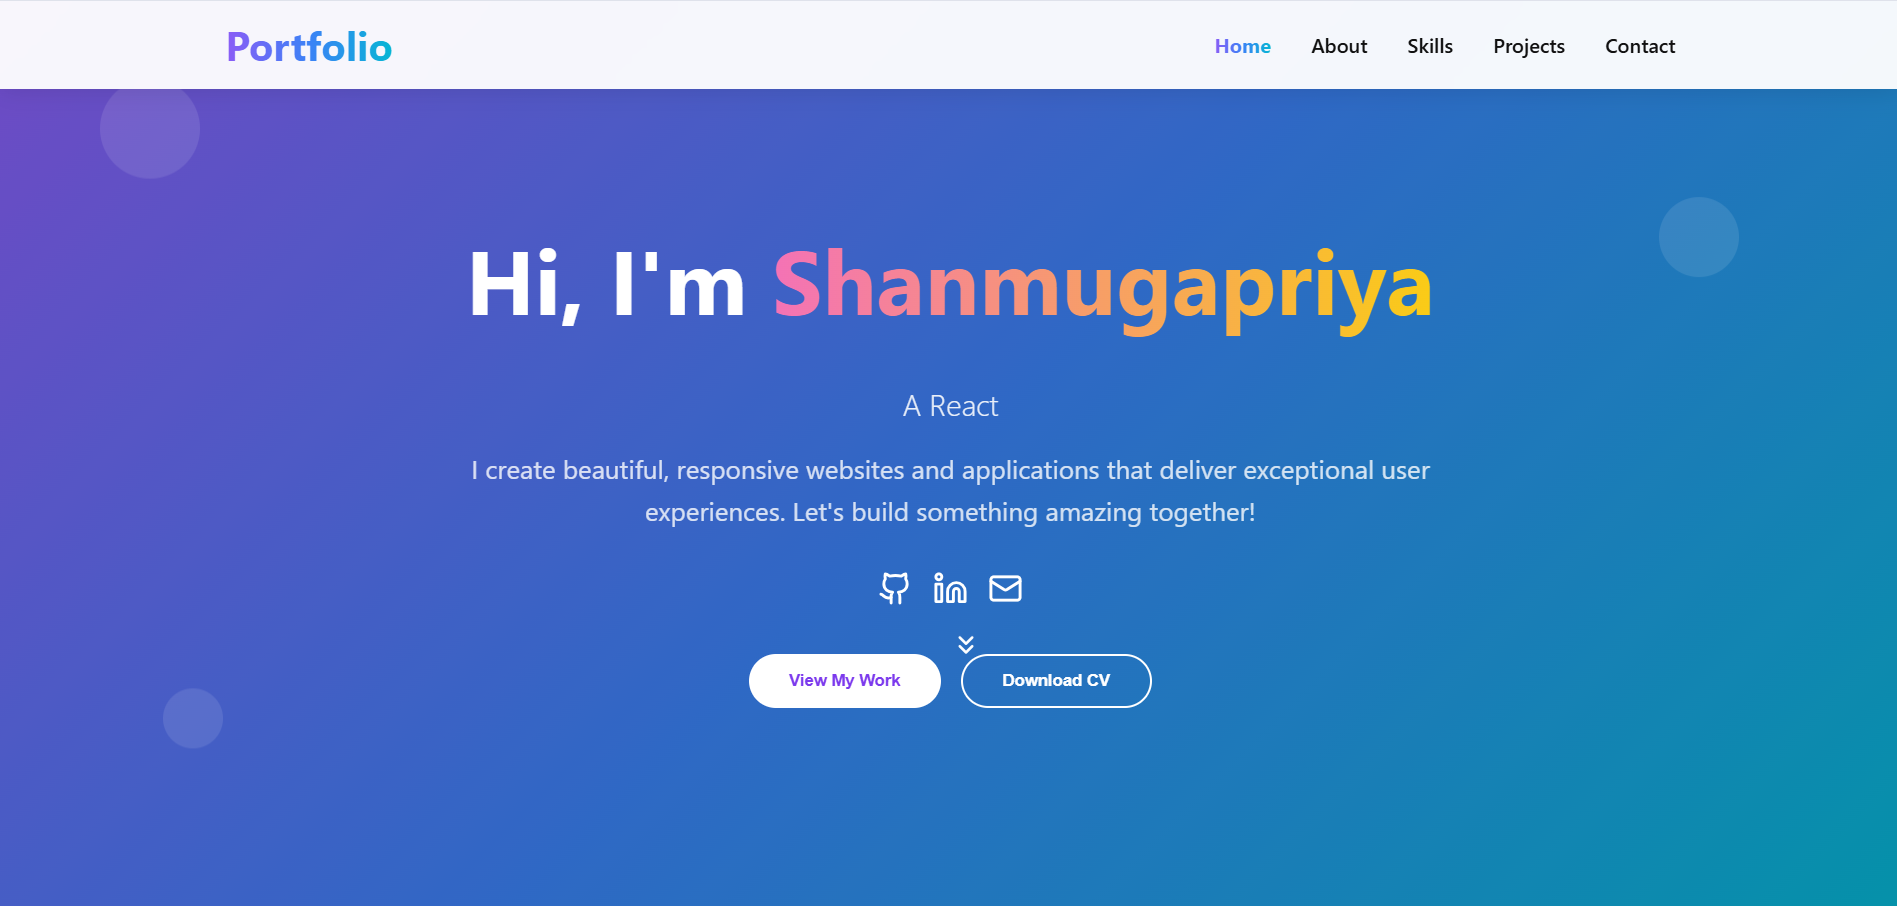 Portfolio
Home About Skills Projects Contact
Hi, I'm Shanmugapriya
A React
I create beautiful, responsive websites and applications that deliver exceptional user
experiences. Let's build something amazing together!
View My Work
Download CV